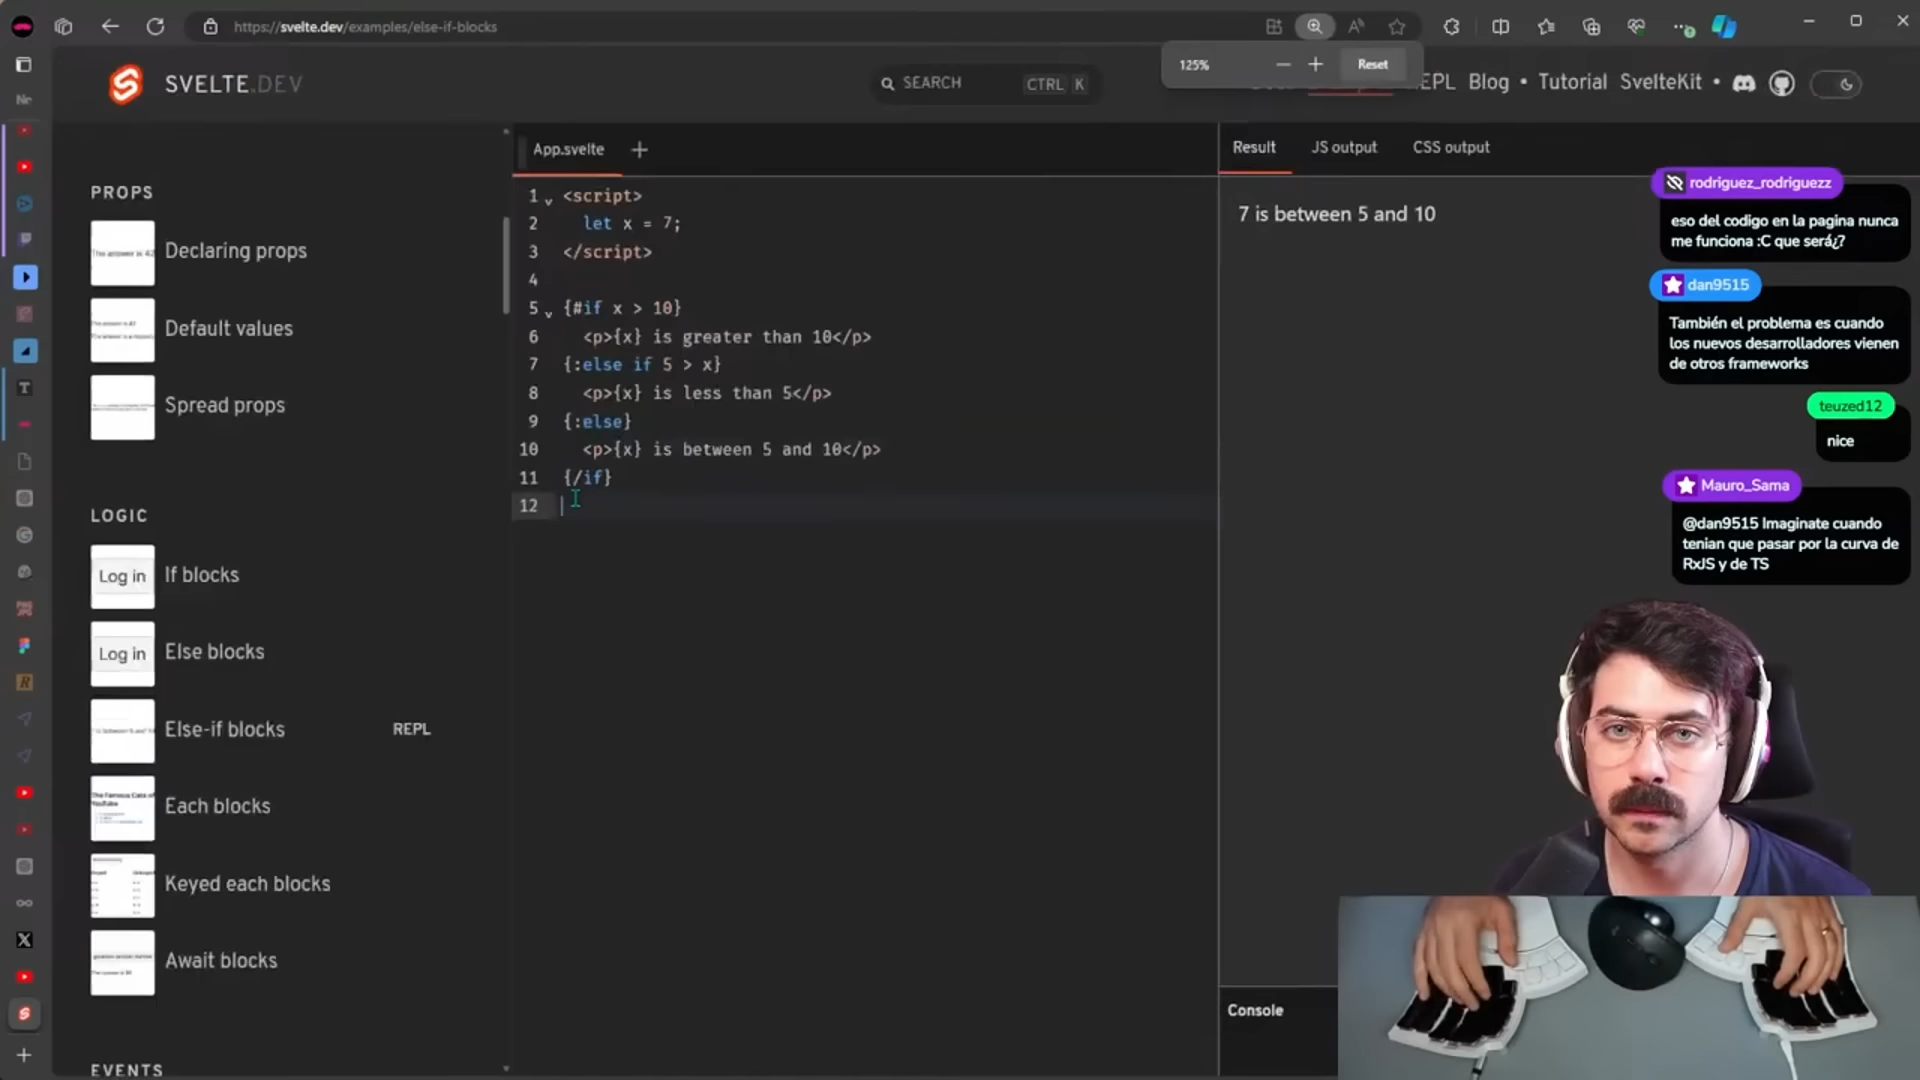 https://svelte.dev/examples/else-if-blocks
125%
Reset
SVELTE.DEV
SEARCH
CTRL K
REPL Blog • Tutorial SvelteKit •
PROPS
Declaring props
Default values
Spread props
LOGIC
Log in
If blocks
Log in
Else blocks
Else-if blocks
REPL
Each blocks
Keyed each blocks
Await blocks
EVENTS
App.svelte
1 <script>
2 let x = 7;
3 </script>
4
5 {#if x > 10}
6 <p>{x} is greater than 10</p>
7 {:else if 5 > x}
8 <p>{x} is less than 5</p>
9 {:else}
10 <p>{x} is between 5 and 10</p>
11 {/if}
12
Result
JS output
CSS output
7 is between 5 and 10
Console
rodriguez_rodriguezz
eso del codigo en la pagina nunca
me funciona :C que será¿?
dan9515
También el problema es cuando
los nuevos desarrolladores vienen
de otros frameworks
teuzed12
nice
Mauro_Sama
@dan9515 Imaginate cuando
tenian que pasar por la curva de
RxJS y de TS